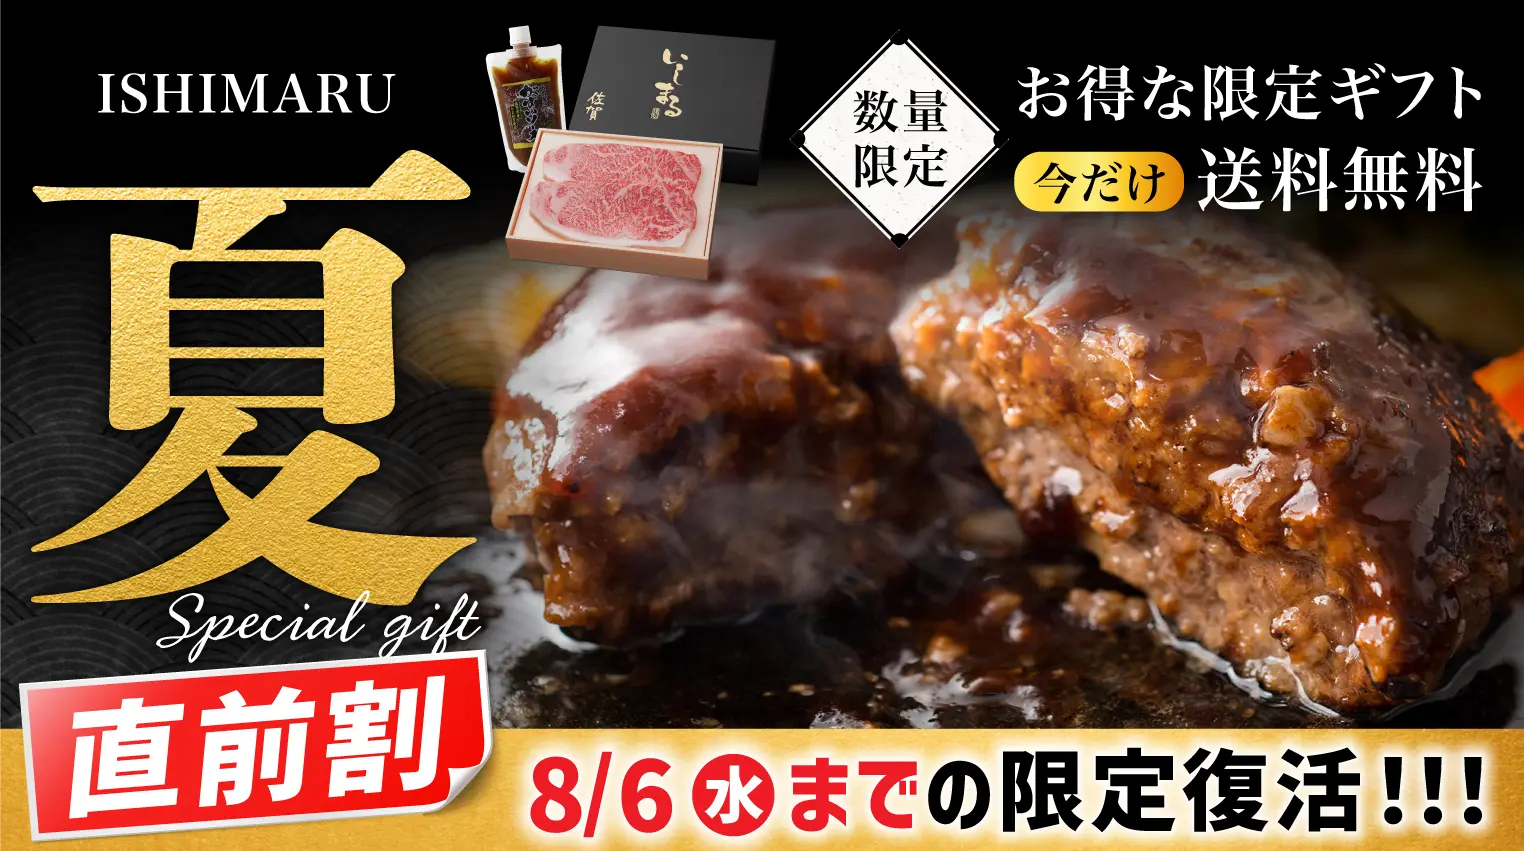 ISHIMARU
夏
Special gift
直前割
いしまる
佐賀
数量
限定
お得な限定ギフト
今だけ 送料無料
8/6㊌までの限定復活!!!